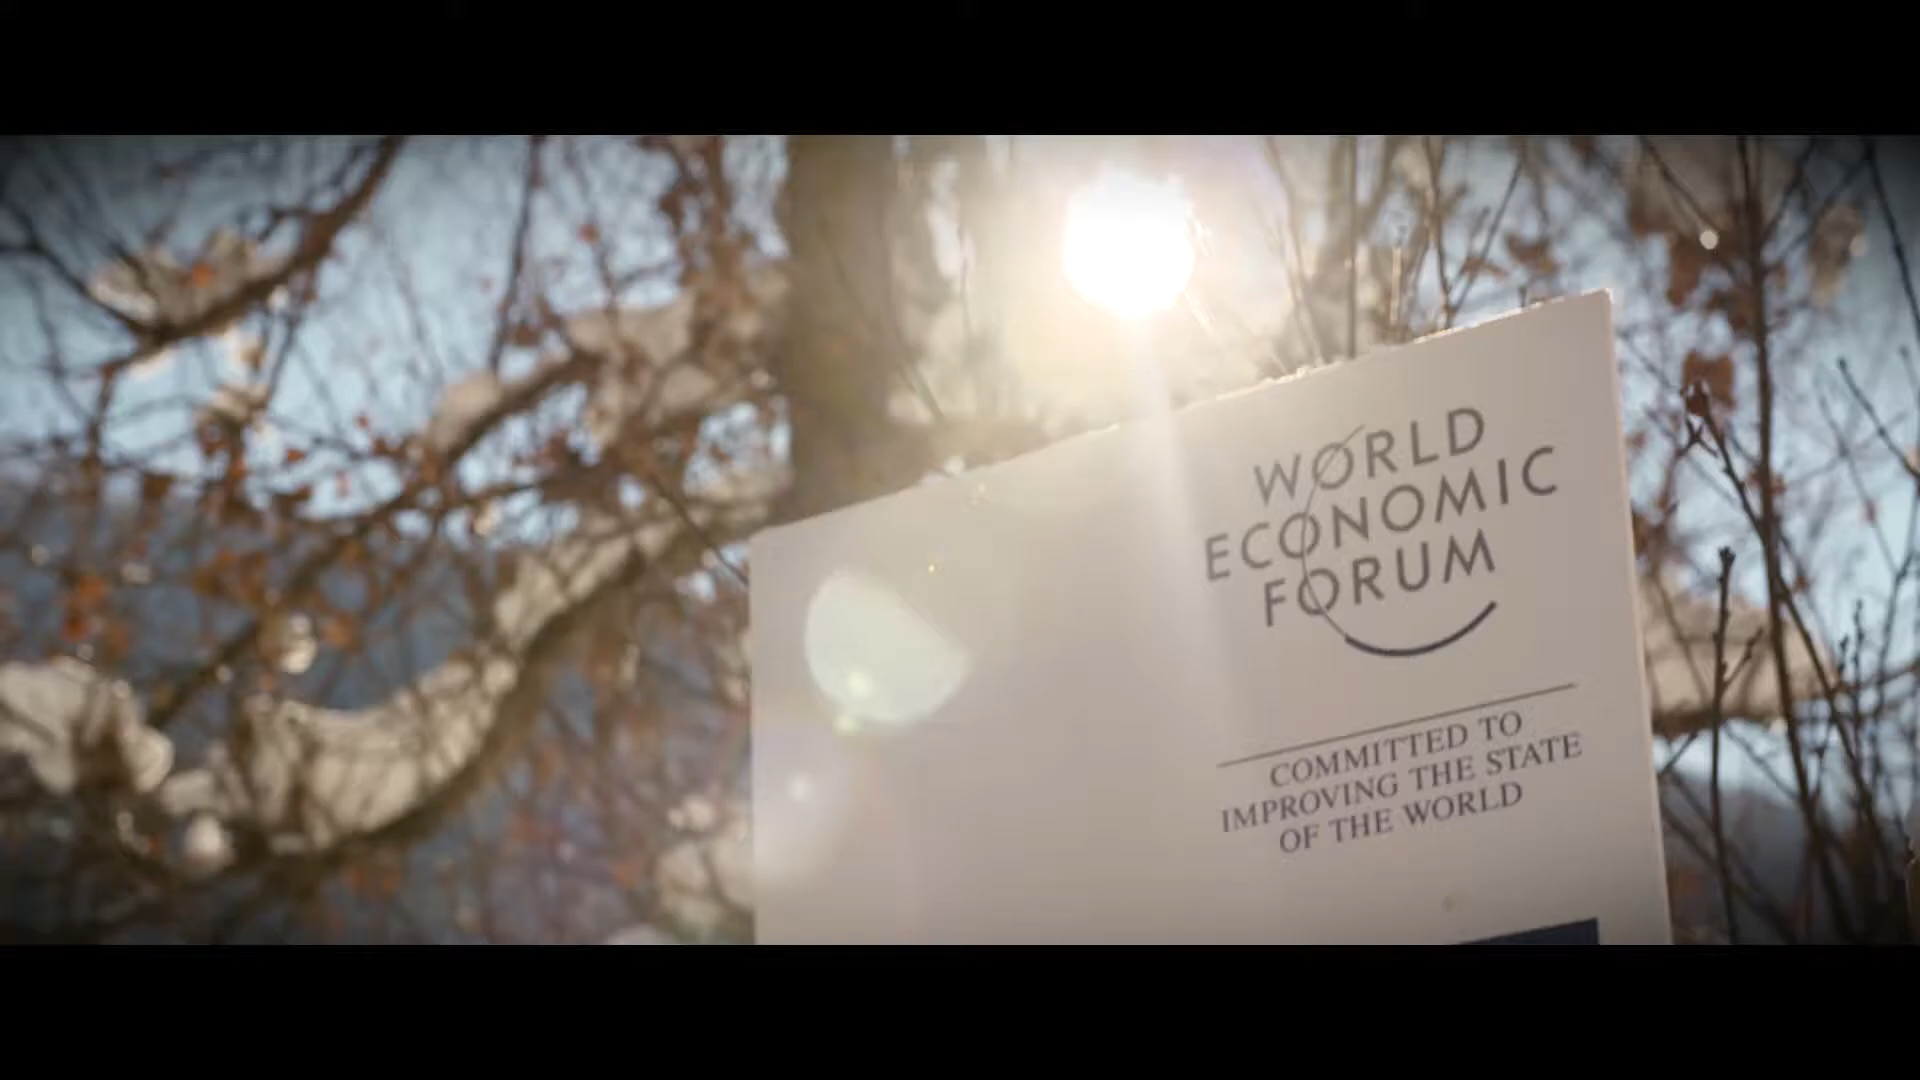 WORLD
ECONOMIC
FORUM
COMMITTED TO
IMPROVING THE STATE
OF THE WORLD